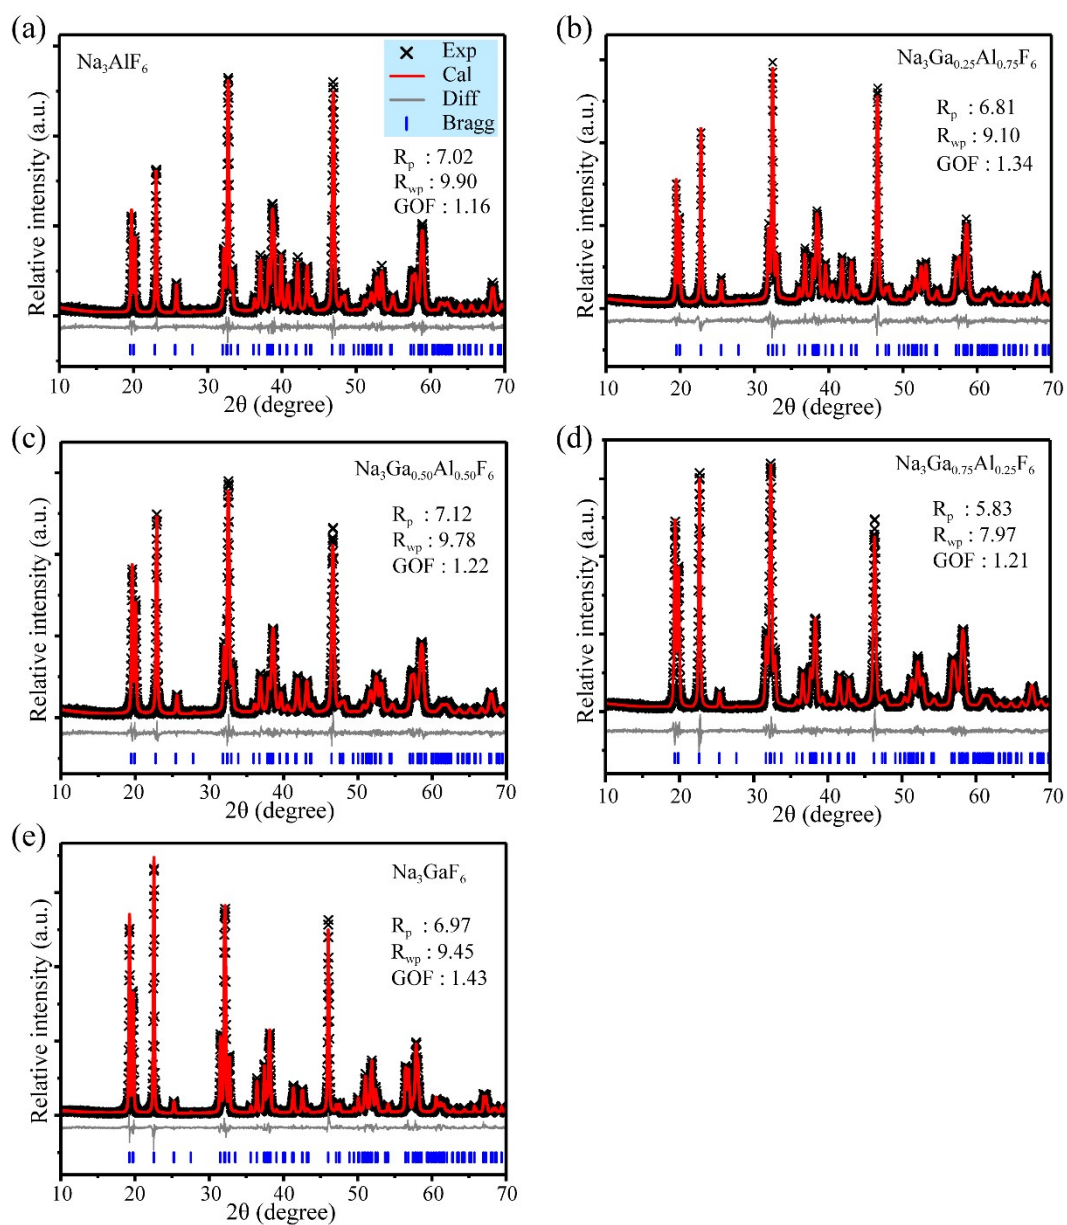 (a)
Na₃AlF₆
Exp
Cal
Diff
Bragg
Rₚ : 7.02
R_wp : 9.90
GOF : 1.16
Relative intensity (a.u.)
10 20 30 40 50 60 70
2θ (degree)
(b)
Na₃Ga₀.₂₅Al₀.₇₅F₆
Rₚ : 6.81
R_wp : 9.10
GOF : 1.34
Relative intensity (a.u.)
10 20 30 40 50 60 70
2θ (degree)
(c)
Na₃Ga₀.₅₀Al₀.₅₀F₆
Rₚ : 7.12
R_wp : 9.78
GOF : 1.22
Relative intensity (a.u.)
10 20 30 40 50 60 70
2θ (degree)
(d)
Na₃Ga₀.₇₅Al₀.₂₅F₆
Rₚ : 5.83
R_wp : 7.97
GOF : 1.21
Relative intensity (a.u.)
10 20 30 40 50 60 70
2θ (degree)
(e)
Na₃GaF₆
Rₚ : 6.97
R_wp : 9.45
GOF : 1.43
Relative intensity (a.u.)
10 20 30 40 50 60 70
2θ (degree)